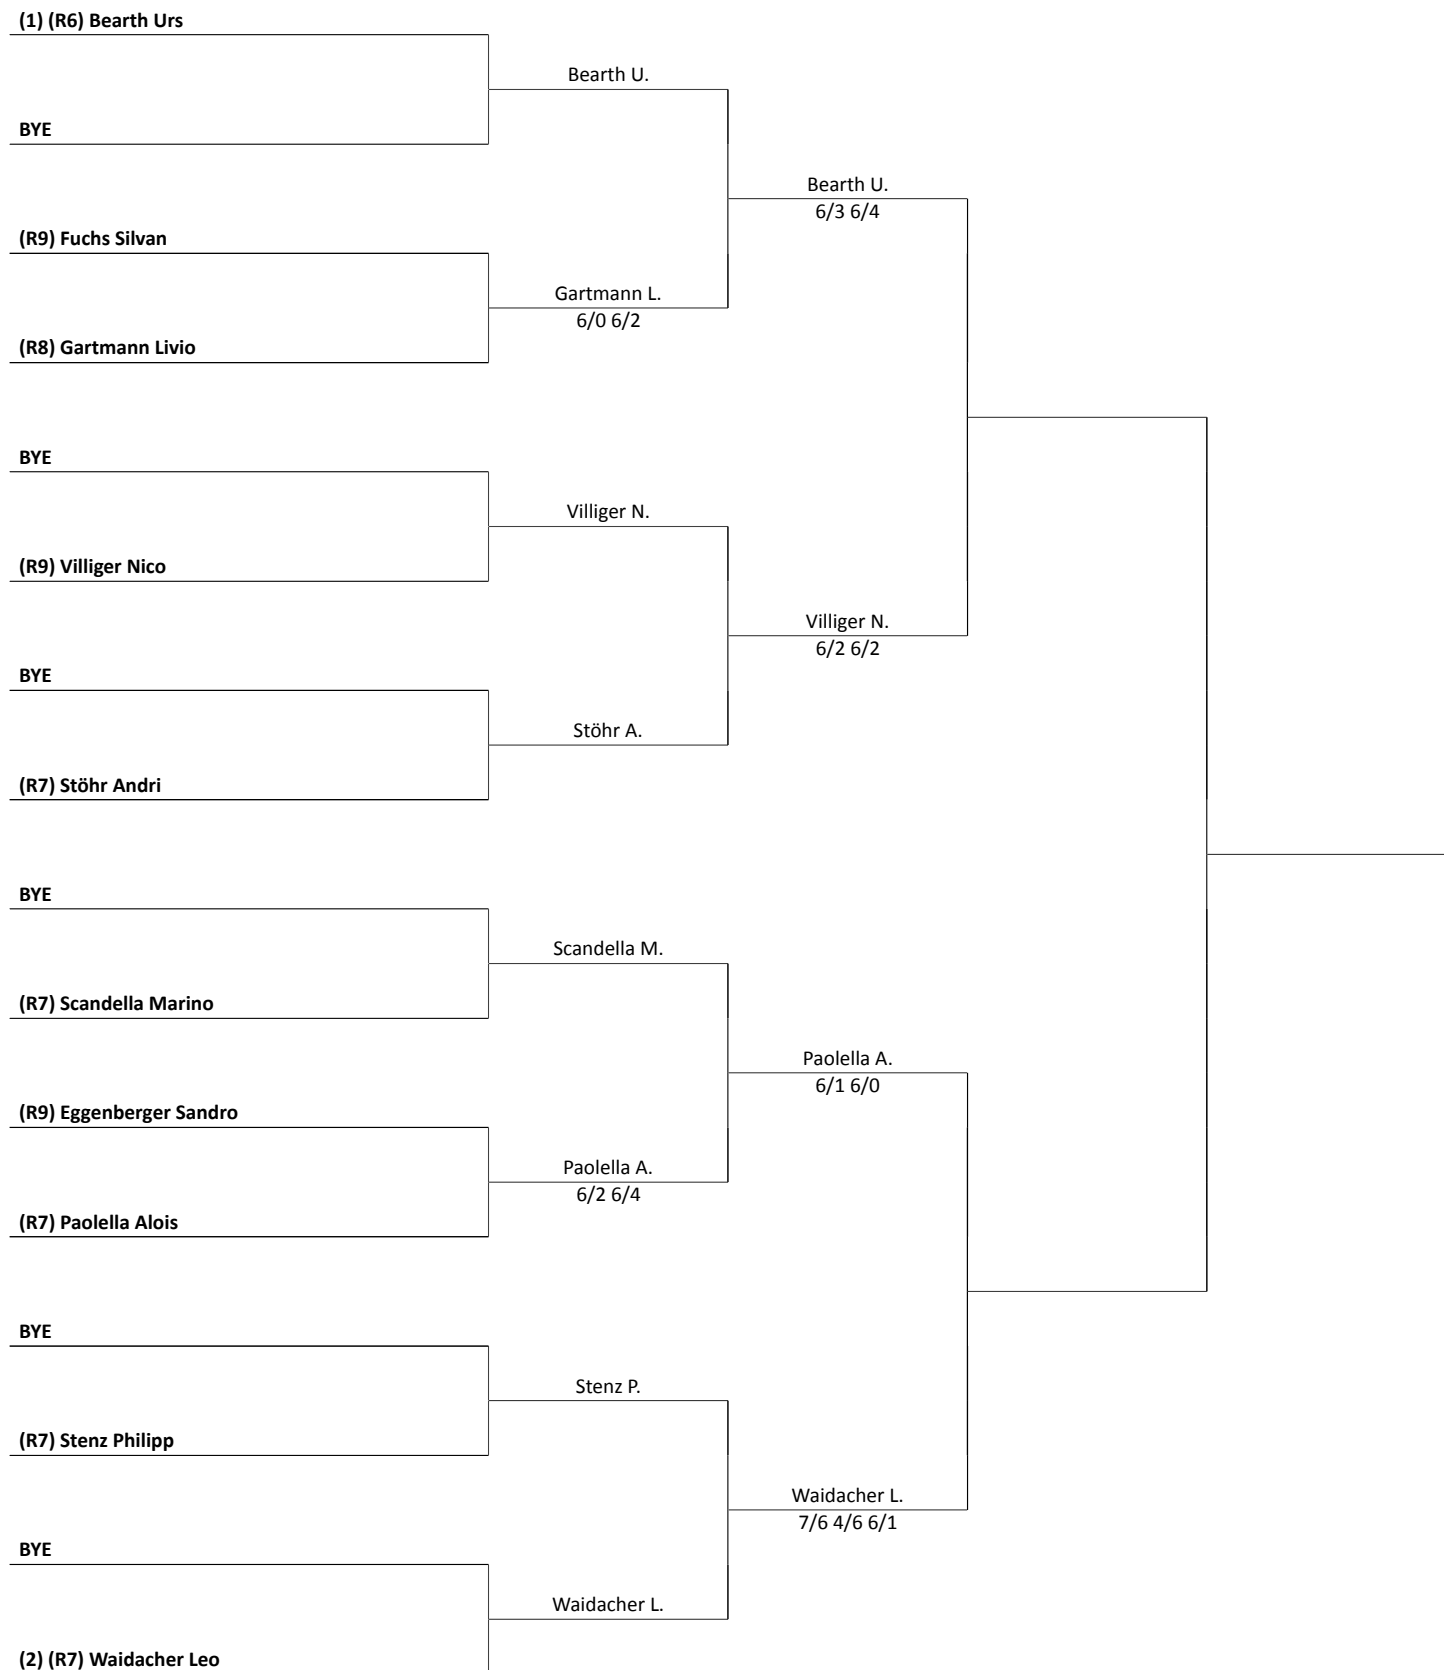 (1) (R6) Bearth Urs
Bearth U.
BYE
Bearth U.
6/3 6/4
(R9) Fuchs Silvan
Gartmann L.
6/0 6/2
(R8) Gartmann Livio
BYE
Villiger N.
(R9) Villiger Nico
Villiger N.
6/2 6/2
BYE
Stöhr A.
(R7) Stöhr Andri
BYE
Scandella M.
(R7) Scandella Marino
Paolella A.
6/1 6/0
(R9) Eggenberger Sandro
Paolella A.
6/2 6/4
(R7) Paolella Alois
BYE
Stenz P.
(R7) Stenz Philipp
Waidacher L.
7/6 4/6 6/1
BYE
Waidacher L.
(2) (R7) Waidacher Leo